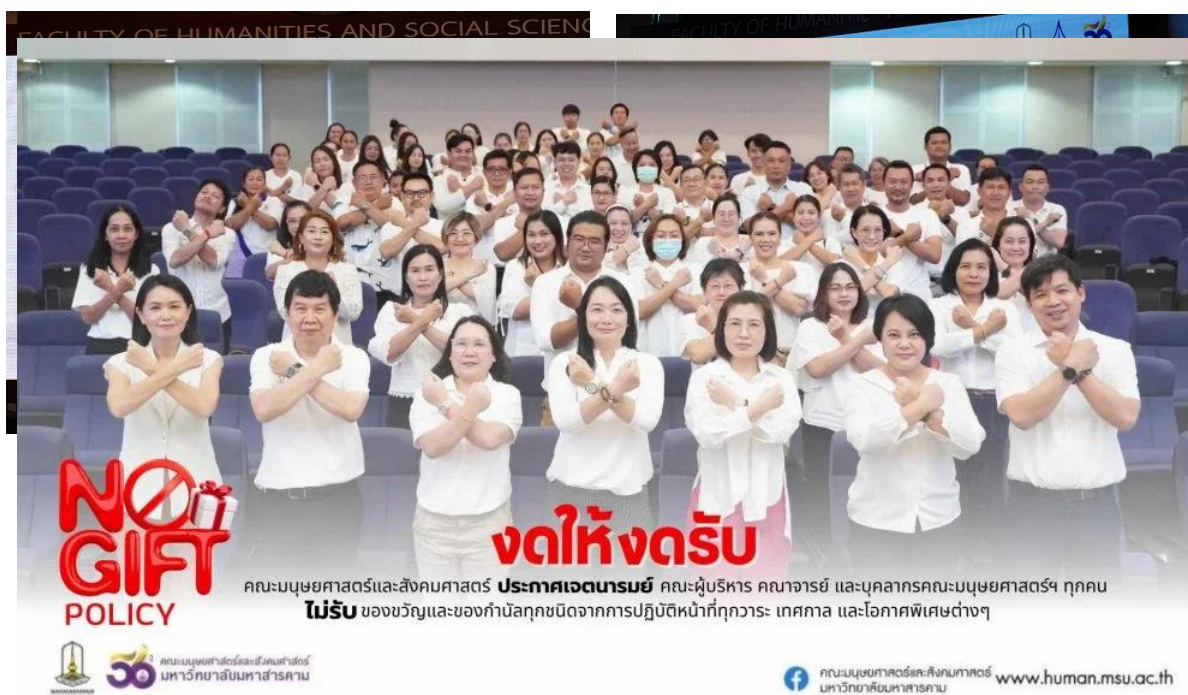 FACULTY OF HUMANITIES AND SOCIAL SCIENC
FACULTY OF HUMANITIE
NO
GIFT
POLICY
งดให้ งดรับ
คณะมนุษยศาสตร์และสังคมศาสตร์ ประกาศเจตนารมย์ คณะผู้บริหาร คณาจารย์ และบุคลากรคณะมนุษยศาสตร์ฯ ทุกคน
ไม่รับ ของขวัญและของกำนัลทุกชนิดจากการปฏิบัติหน้าที่ทุกวาระ เทศกาล และโอกาศพิเศษต่างๆ
คณะมนุษยศาสตร์และสังคมศาสตร์
มหาวิทยาลัยมหาสารคาม
คณะมนุษยศาสตร์และสังคมศาสตร์
มหาวิทยาลัยมหาสารคาม
www.human.msu.ac.th